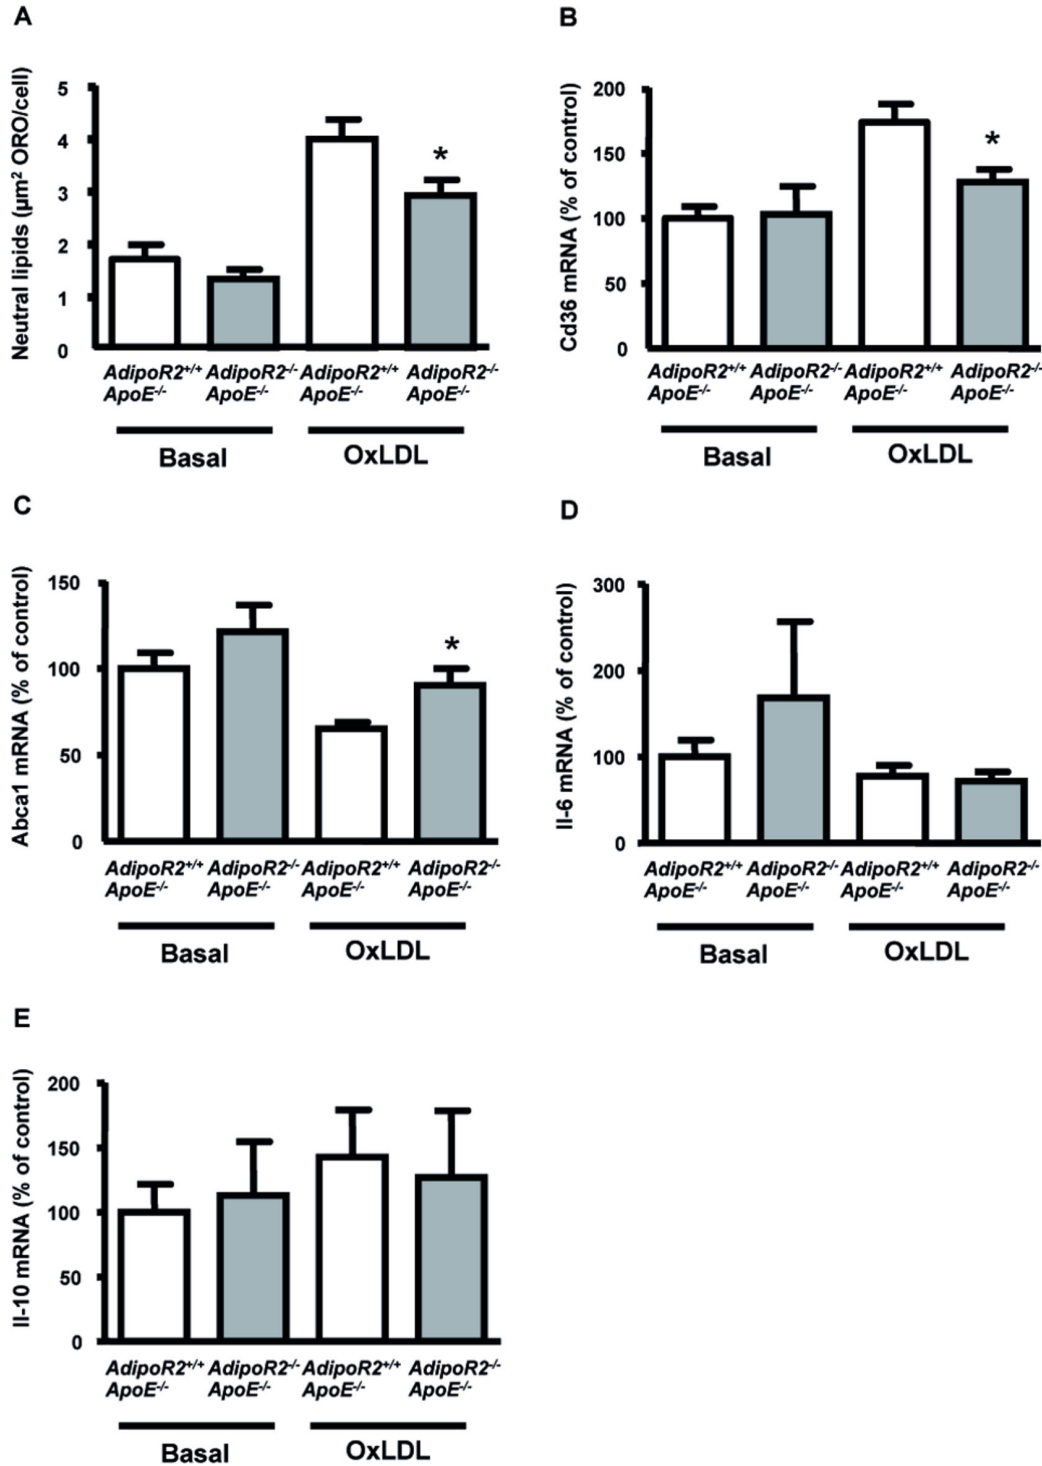 A
Neutral lipids (µm² ORO/cell)
5
4
3
2
1
0
*
AdipoR2+/+ AdipoR2-/- AdipoR2+/+ AdipoR2-/-
ApoE-/- ApoE-/- ApoE-/- ApoE-/-
Basal OxLDL
B
Cd36 mRNA (% of control)
200
150
100
50
0
*
AdipoR2+/+ AdipoR2-/- AdipoR2+/+ AdipoR2-/-
ApoE-/- ApoE-/- ApoE-/- ApoE-/-
Basal OxLDL
C
Abca1 mRNA (% of control)
150
100
50
0
*
AdipoR2+/+ AdipoR2-/- AdipoR2+/+ AdipoR2-/-
ApoE-/- ApoE-/- ApoE-/- ApoE-/-
Basal OxLDL
D
Il-6 mRNA (% of control)
300
200
100
0
AdipoR2+/+ AdipoR2-/- AdipoR2+/+ AdipoR2-/-
ApoE-/- ApoE-/- ApoE-/- ApoE-/-
Basal OxLDL
E
Il-10 mRNA (% of control)
200
150
100
50
0
AdipoR2+/+ AdipoR2-/- AdipoR2+/+ AdipoR2-/-
ApoE-/- ApoE-/- ApoE-/- ApoE-/-
Basal OxLDL